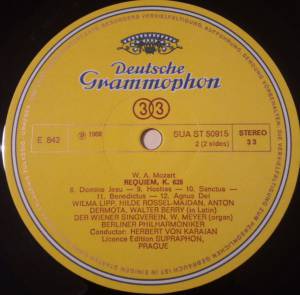 Deutsche
Grammophon
33
E 842
℗ 1968
SUA ST 50915
2 (2 sides)
STEREO
33
W. A. Mozart
REQUIEM, K. 626
8. Domine Jesu — 9. Hostias — 10. Sanctus —
11. Benedictus — 12. Agnus Dei
WILMA LIPP, HILDE ROSSEL-MAJDAN, ANTON
DERMOTA, WALTER BERRY (in Latin)
DER WIENER SINGVEREIN, W. MEYER (organ)
BERLINER PHILHARMONIKER
Conductor: HERBERT VON KARAJAN
Licence Edition SUPRAPHON,
PRAGUE